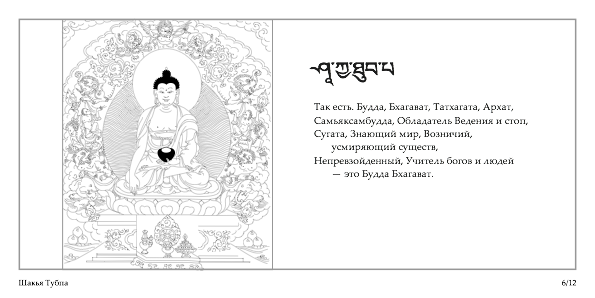 ཤཱཀྱ་ཐུབ་པ
Так есть. Будда, Бхагават, Татхагата, Архат,
Самьяксамбудда, Обладатель Ведения и стоп,
Сугата, Знающий мир, Возничий,
усмиряющий существ,
Непревзойденный, Учитель богов и людей
— это Будда Бхагават.
Шакья Тубпа
6/12